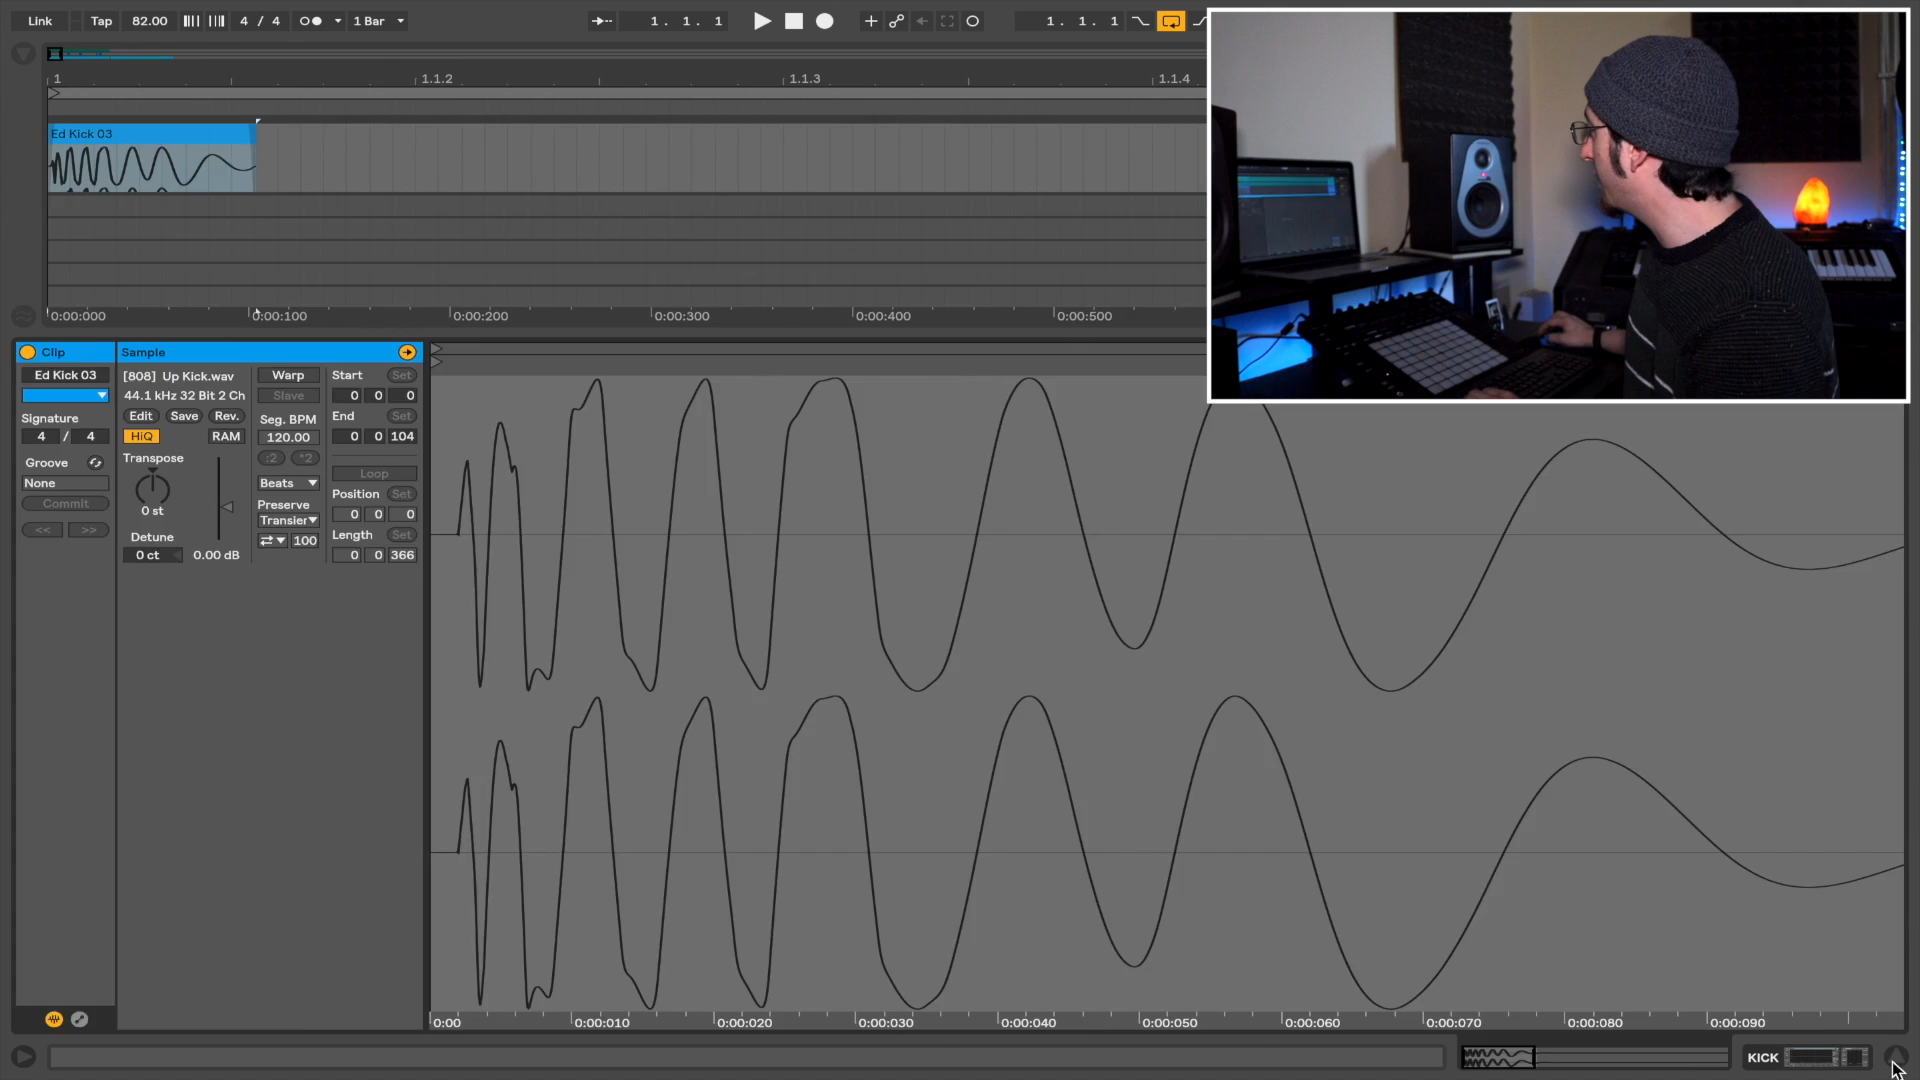 Link Tap 82.00 4 / 4 1 Bar 1. 1. 1 1. 1. 1
1 1.1.2 1.1.3 1.1.4
Ed Kick 03
0:00:000 0:00:100 0:00:200 0:00:300 0:00:400 0:00:500
Clip
Ed Kick 03
Signature
4 / 4
Groove
None
Commit
<< >>
Sample
[808] Up Kick.wav
44.1 kHz 32 Bit 2 Ch
Edit Save Rev.
HiQ RAM
Transpose
0 st
Detune
0 ct 0.00 dB
Warp
Slave
Seg. BPM
120.00
:2 *2
Beats
Preserve
Transier
100
Start Set
0 0 0
End Set
0 0 104
Loop
Position Set
0 0 0
Length Set
0 0 366
0:00 0:00:010 0:00:020 0:00:030 0:00:040 0:00:050 0:00:060 0:00:070 0:00:080 0:00:090
KICK